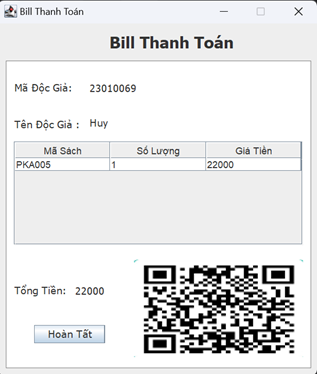 Bill Thanh Toán
Bill Thanh Toán
Mã Độc Giả: 23010069
Tên Độc Giả : Huy
Mã Sách Số Lượng Giá Tiền
PKA005 1 22000
Tổng Tiền: 22000
Hoàn Tất